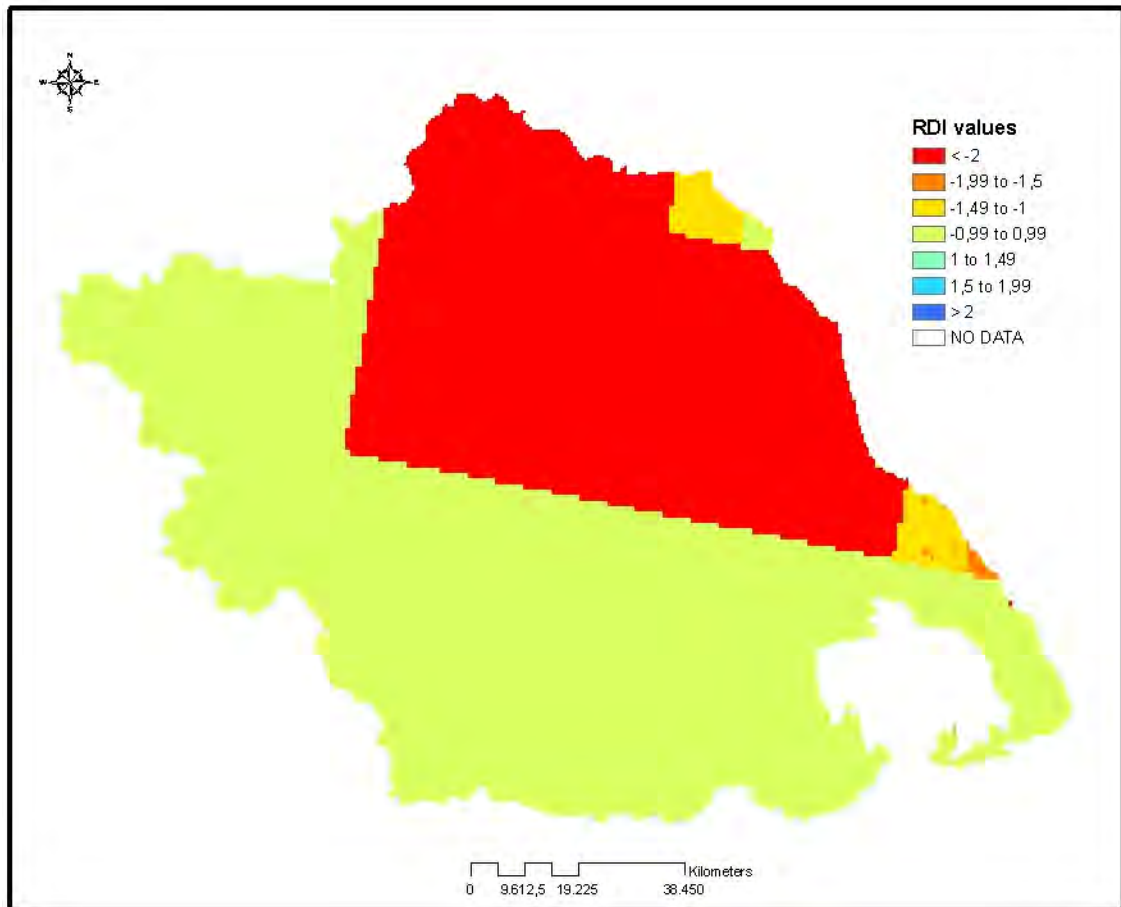 N
W E
S
RDI values
< -2
-1,99 to -1,5
-1,49 to -1
-0,99 to 0,99
1 to 1,49
1,5 to 1,99
> 2
NO DATA
Kilometers
0 9.612,5 19.225 38.450